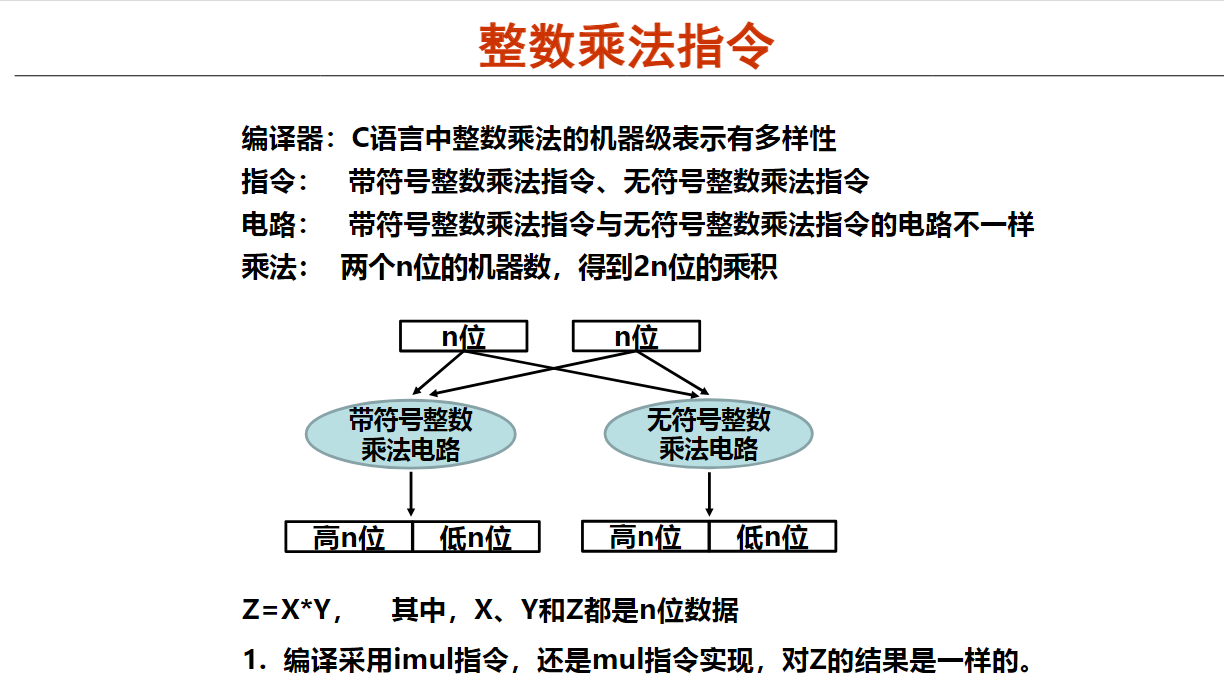 整数乘法指令
编译器：C语言中整数乘法的机器级表示有多样性
指令： 带符号整数乘法指令、无符号整数乘法指令
电路： 带符号整数乘法指令与无符号整数乘法指令的电路不一样
乘法： 两个n位的机器数，得到2n位的乘积
n位 n位
带符号整数 无符号整数
乘法电路 乘法电路
高n位 低n位 高n位 低n位
Z=X*Y， 其中，X、Y和Z都是n位数据
1. 编译采用imul指令，还是mul指令实现，对Z的结果是一样的。